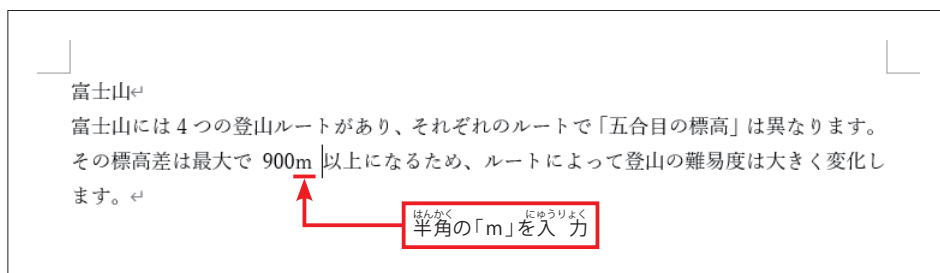 富士山↵
富士山には 4 つの登山ルートがあり、それぞれのルートで「五合目の標高」は異なります。
その標高差は最大で 900m 以上になるため、ルートによって登山の難易度は大きく変化し
ます。↵
はんかく にゅうりょく
半角の「m」を入力